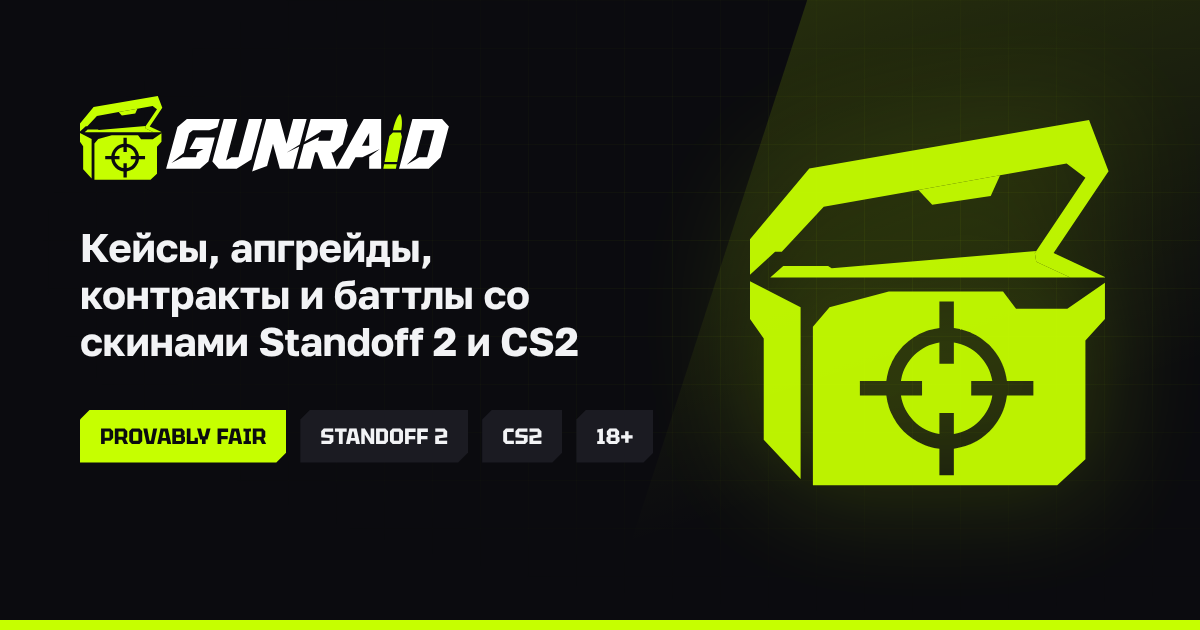 GUNRAID
Кейсы, апгрейды,
контракты и баттлы со
скинами Standoff 2 и CS2
PROVABLY FAIR
STANDOFF 2
CS2
18+